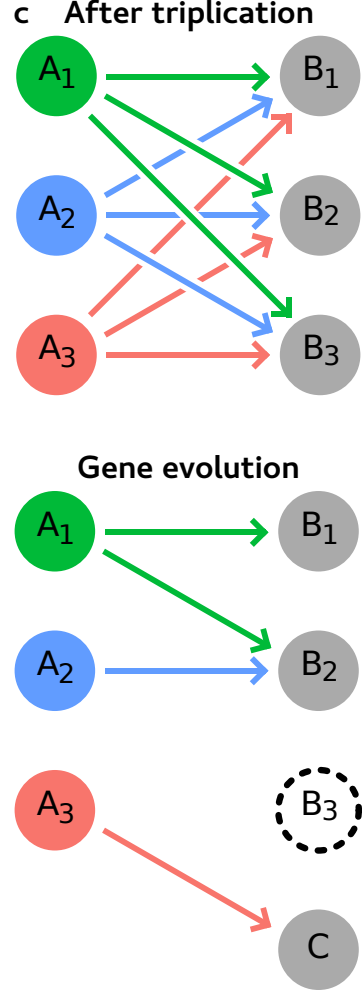 c After triplication
A1 B1
A2 B2
A3 B3
Gene evolution
A1 B1
A2 B2
A3 B3
C